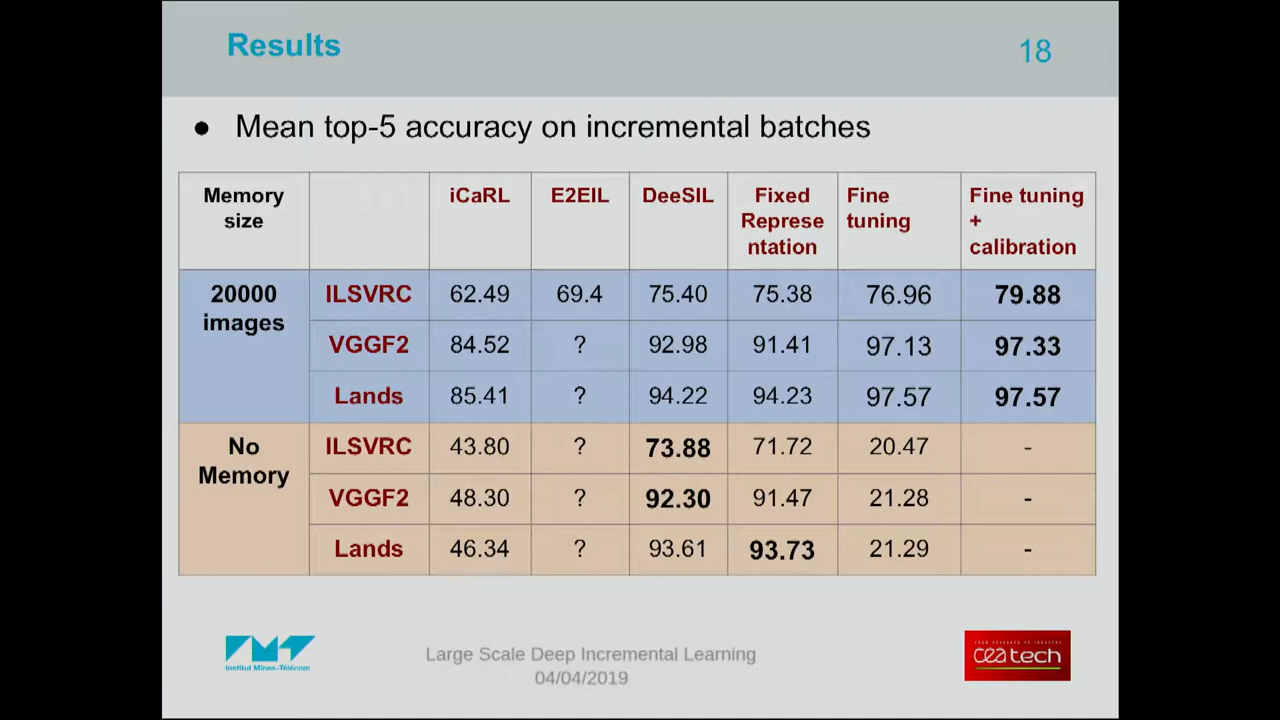 Results
18
● Mean top-5 accuracy on incremental batches
Memory size iCaRL E2EIL DeeSIL Fixed Represe ntation Fine tuning Fine tuning + calibration
20000 images ILSVRC 62.49 69.4 75.40 75.38 76.96 79.88
VGGF2 84.52 ? 92.98 91.41 97.13 97.33
Lands 85.41 ? 94.22 94.23 97.57 97.57
No Memory ILSVRC 43.80 ? 73.88 71.72 20.47 -
VGGF2 48.30 ? 92.30 91.47 21.28 -
Lands 46.34 ? 93.61 93.73 21.29 -
Institut Mines-Télécom
Large Scale Deep Incremental Learning
04/04/2019
FROM RESEARCH TO INDUSTRY
cea tech